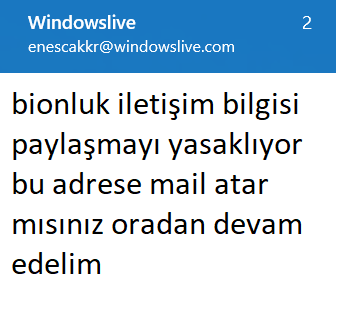 Windowslive 2
enescakkr@windowslive.com
bionluk iletişim bilgisi
paylaşmayı yasaklıyor
bu adrese mail atar
mısınız oradan devam
edelim